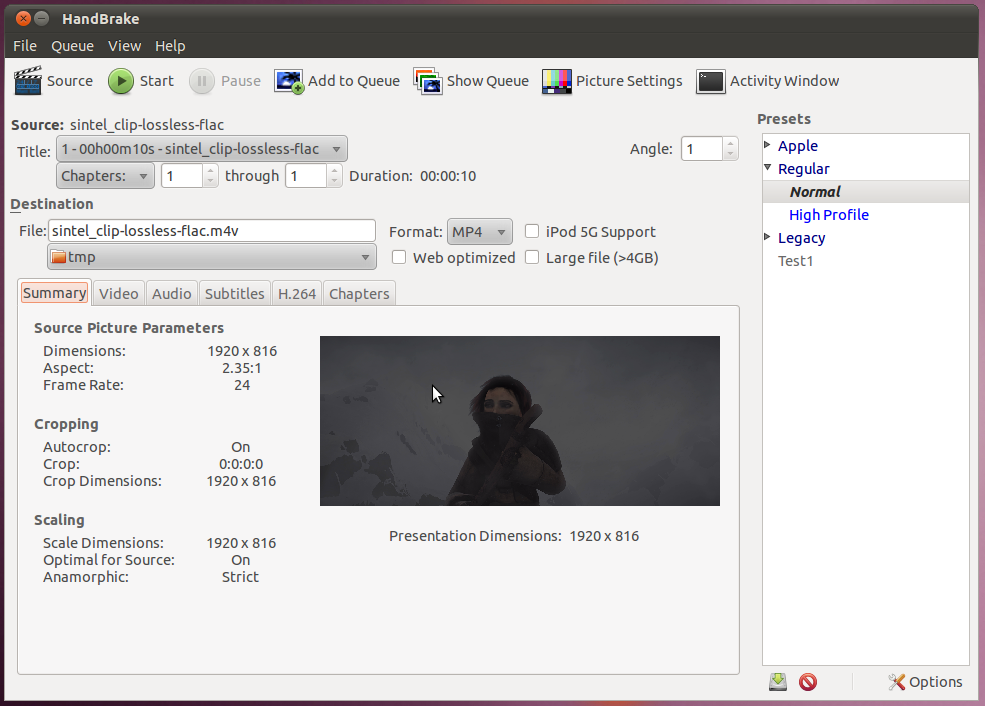 HandBrake
File Queue View Help
Source Start Pause Add to Queue Show Queue Picture Settings Activity Window
Source: sintel_clip-lossless-flac
Title: 1 - 00h00m10s - sintel_clip-lossless-flac Angle: 1
Chapters: 1 through 1 Duration: 00:00:10
Destination
File: sintel_clip-lossless-flac.m4v Format: MP4 iPod 5G Support
tmp Web optimized Large file (>4GB)
Summary Video Audio Subtitles H.264 Chapters
Source Picture Parameters
Dimensions: 1920 x 816
Aspect: 2.35:1
Frame Rate: 24
Cropping
Autocrop: On
Crop: 0:0:0:0
Crop Dimensions: 1920 x 816
Scaling
Scale Dimensions: 1920 x 816
Optimal for Source: On
Anamorphic: Strict
Presentation Dimensions: 1920 x 816
Presets
Apple
Regular
Normal
High Profile
Legacy
Test1
Options